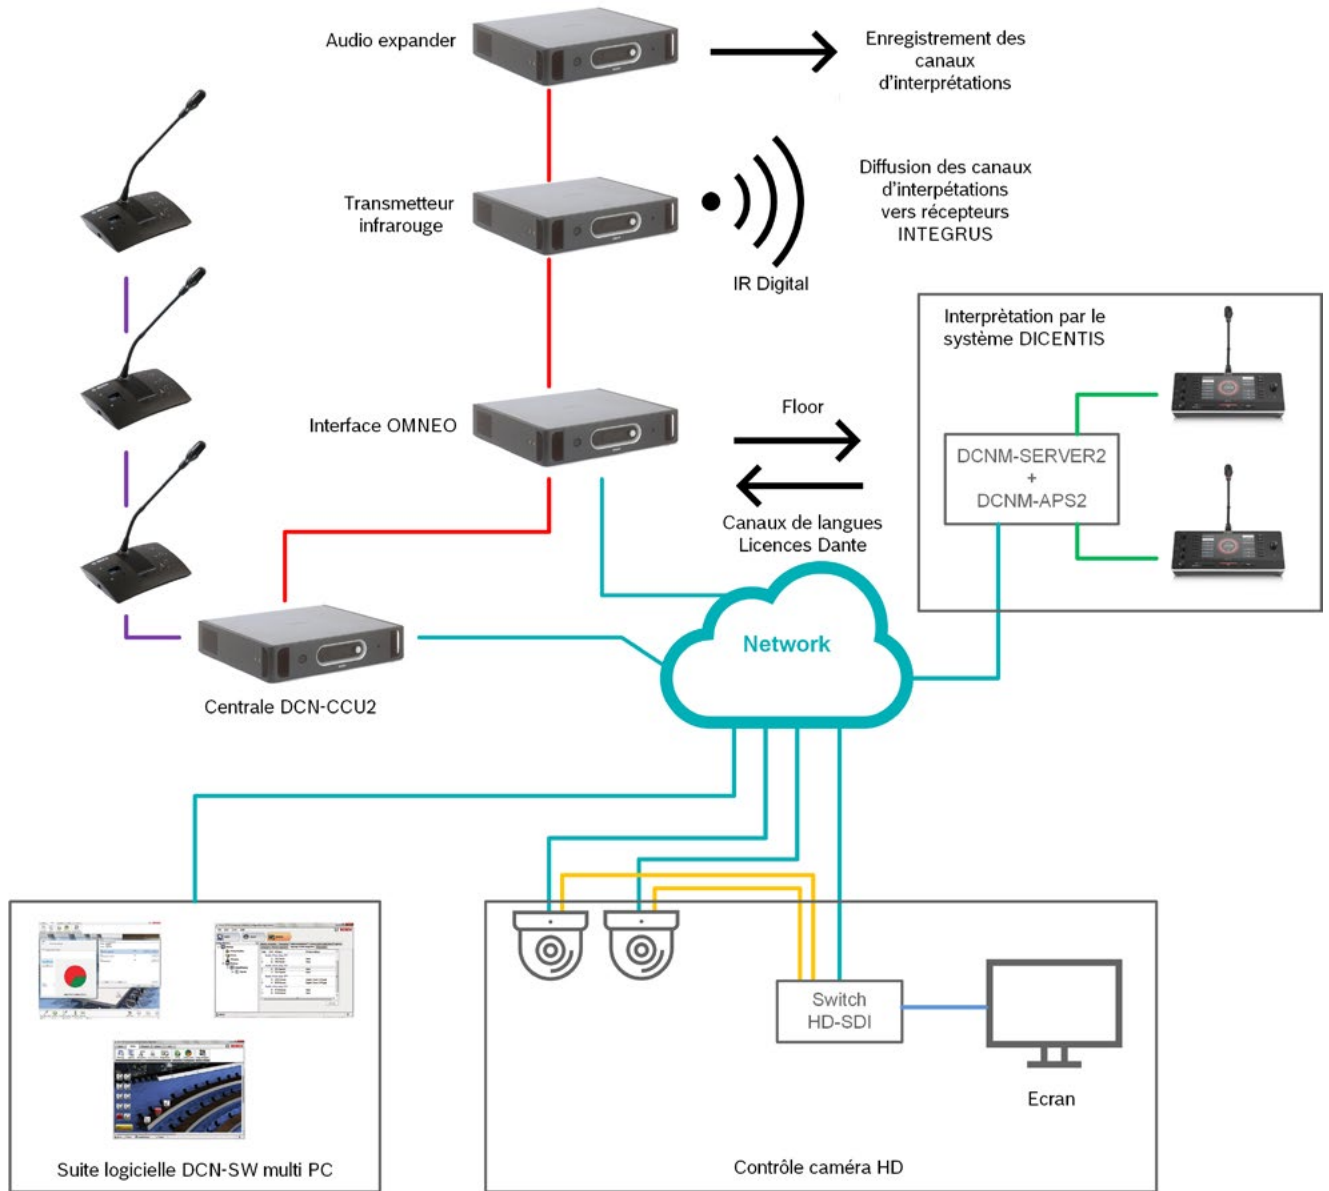 Audio expander
Enregistrement des
canaux
d'interprétations
Transmetteur
infrarouge
IR Digital
Diffusion des canaux
d'interpétations
vers récepteurs
INTEGRUS
Interprètation par le
système DICENTIS
Interface OMNEO
Floor
Canaux de langues
Licences Dante
DCNM-SERVER2
+
DCNM-APS2
Network
Centrale DCN-CCU2
Switch
HD-SDI
Ecran
Suite logicielle DCN-SW multi PC
Contrôle caméra HD